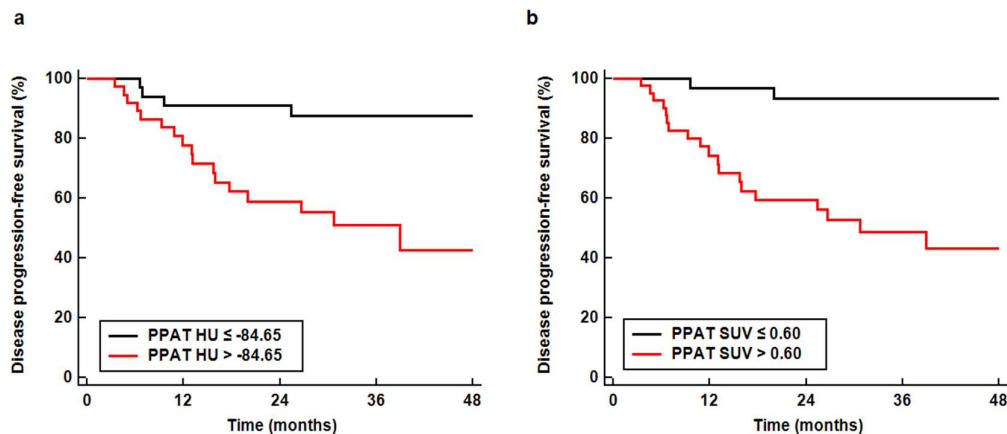 a
Disease progression-free survival (%)
100
80
60
40
20
0
PPAT HU ≤ -84.65
PPAT HU > -84.65
0 12 24 36 48
Time (months)
b
Disease progression-free survival (%)
100
80
60
40
20
0
PPAT SUV ≤ 0.60
PPAT SUV > 0.60
0 12 24 36 48
Time (months)